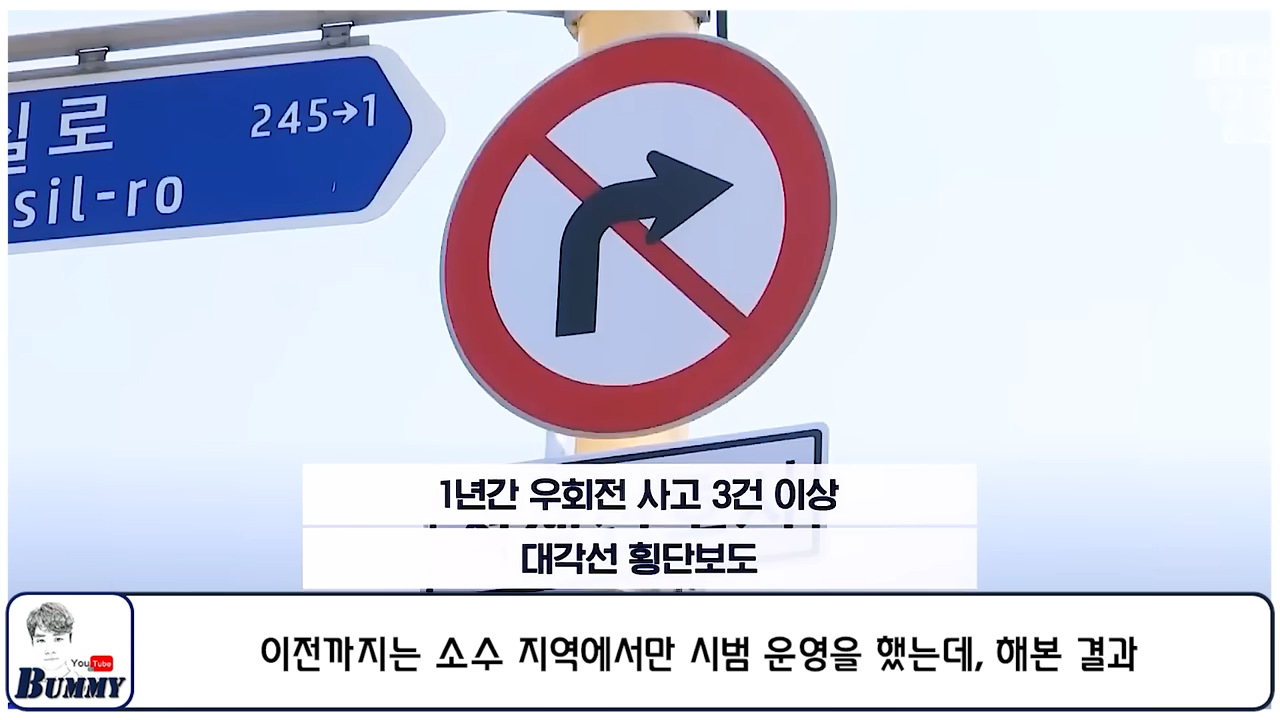 실로
245→1
sil-ro
1년간 우회전 사고 3건 이상
대각선 횡단보도
이전까지는 소수 지역에서만 시범 운영을 했는데, 해본 결과
YouTube
BUMMY